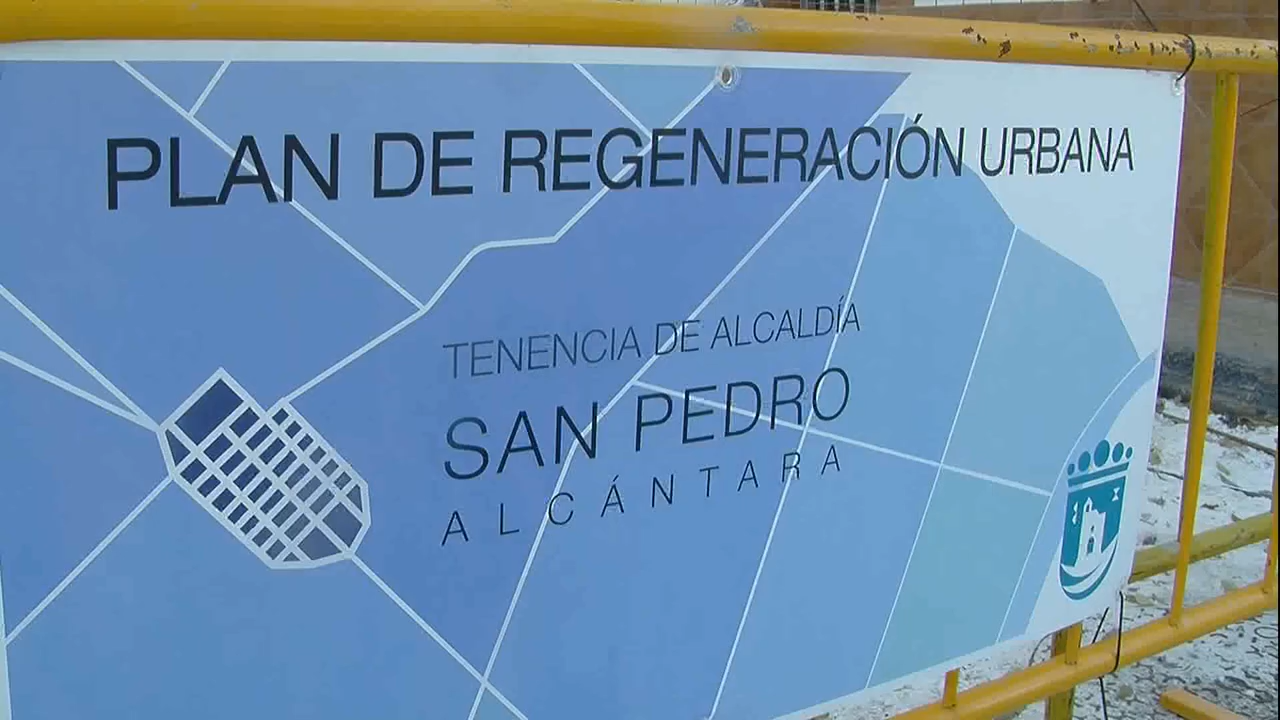 PLAN DE REGENERACIÓN URBANA
TENENCIA DE ALCALDÍA
SAN PEDRO
ALCÁNTARA